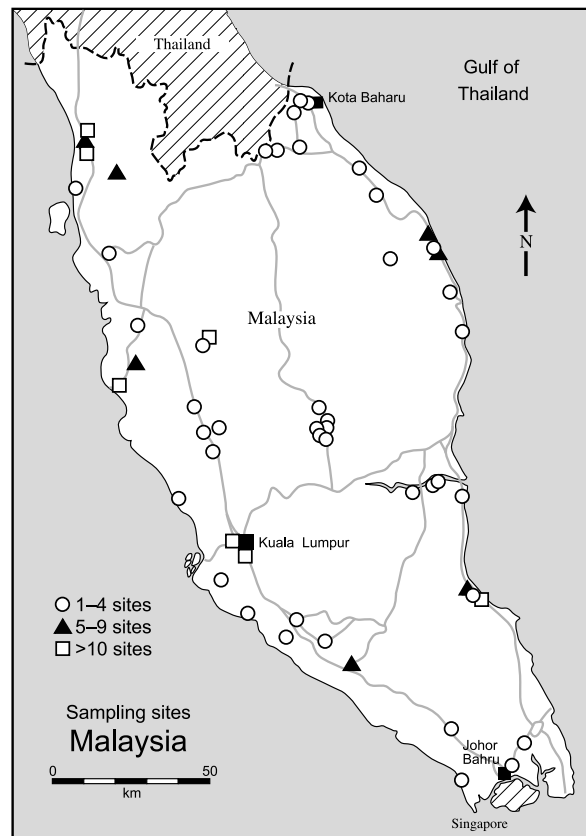 Thailand
Gulf of
Thailand
Kota Baharu
N
Malaysia
Kuala Lumpur
1–4 sites
5–9 sites
>10 sites
Sampling sites
Malaysia
0 50
km
Johor
Bahru
Singapore